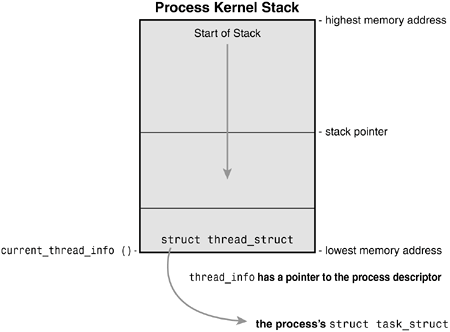 Process Kernel Stack
highest memory address
Start of Stack
stack pointer
struct thread_struct
current_thread_info ()
lowest memory address
thread_info has a pointer to the process descriptor
the process's struct task_struct